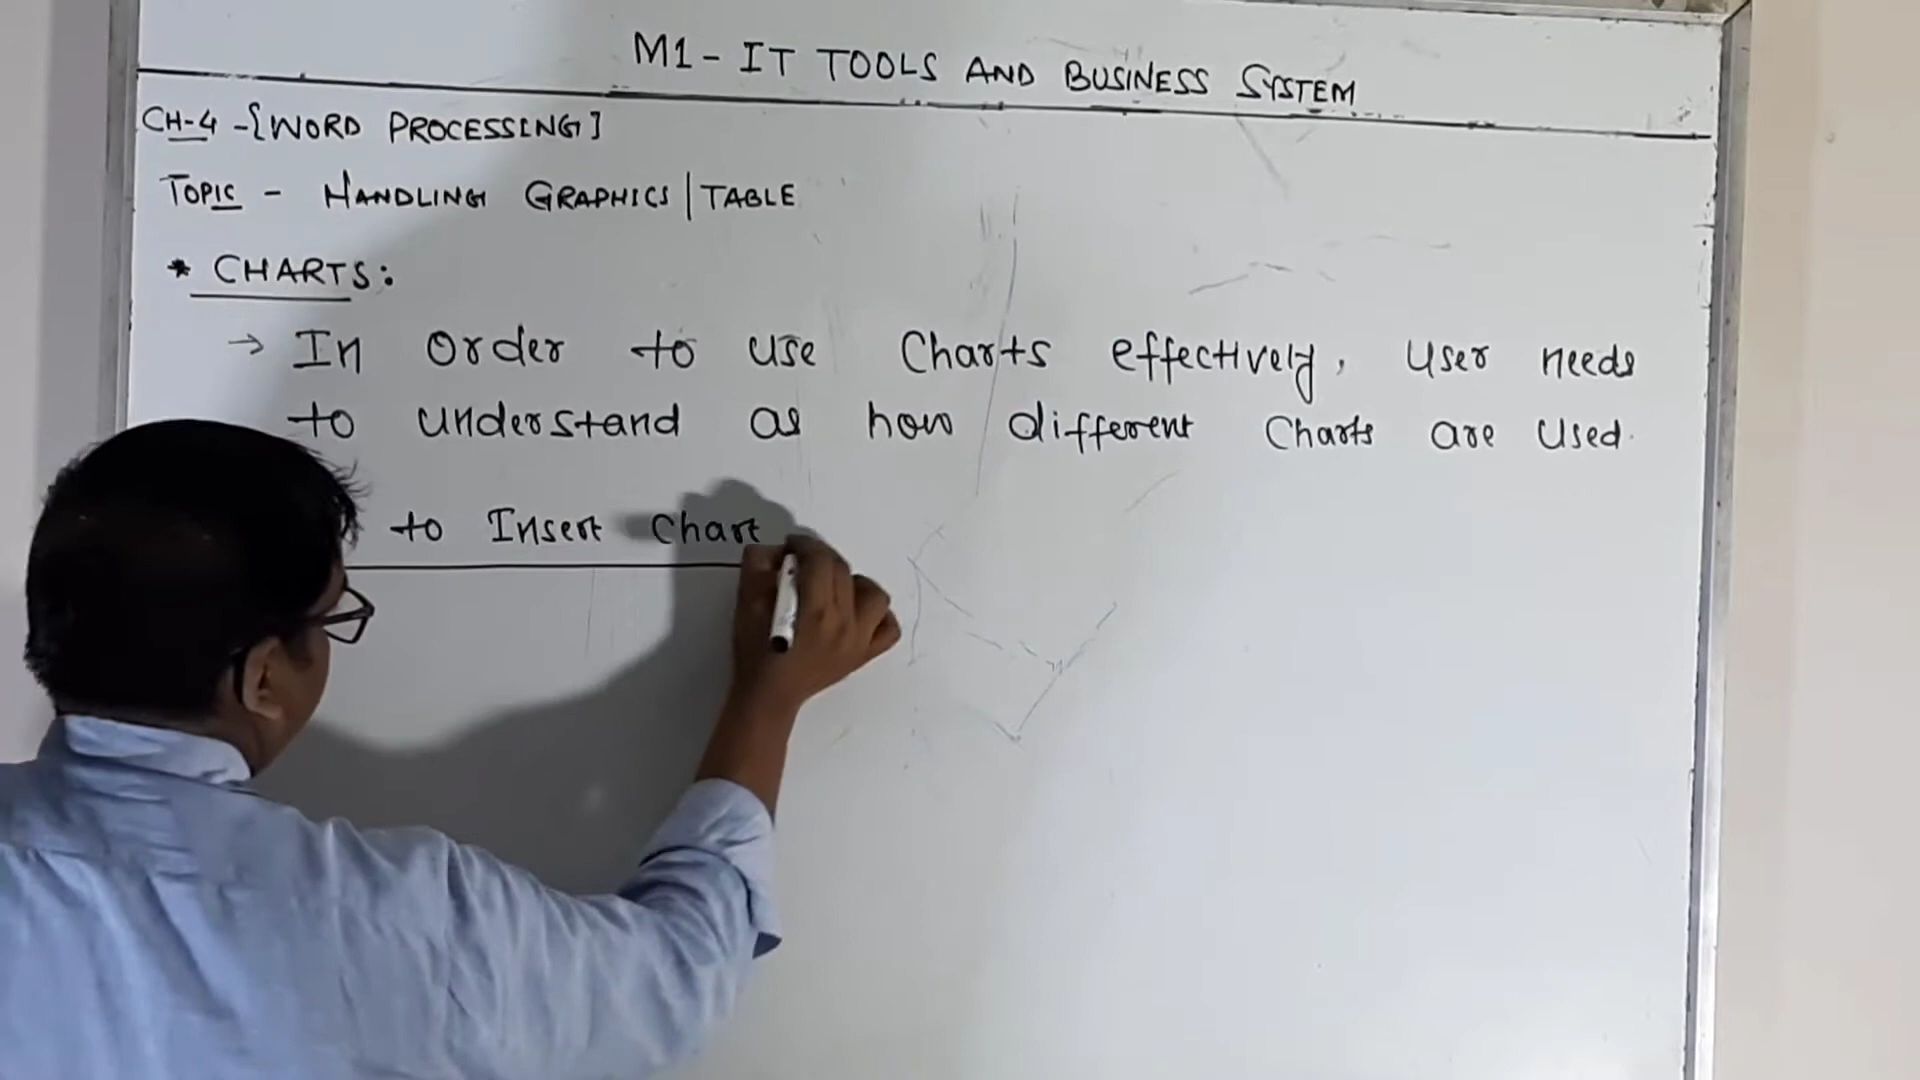 M1 - IT TOOLS AND BUSINESS SYSTEM
CH-4 - [WORD PROCESSING]
TOPIC - HANDLING GRAPHICS | TABLE
* CHARTS:
→ In order to use Charts effectively, User needs
to understand as how different Charts are used.
to Insert Chart